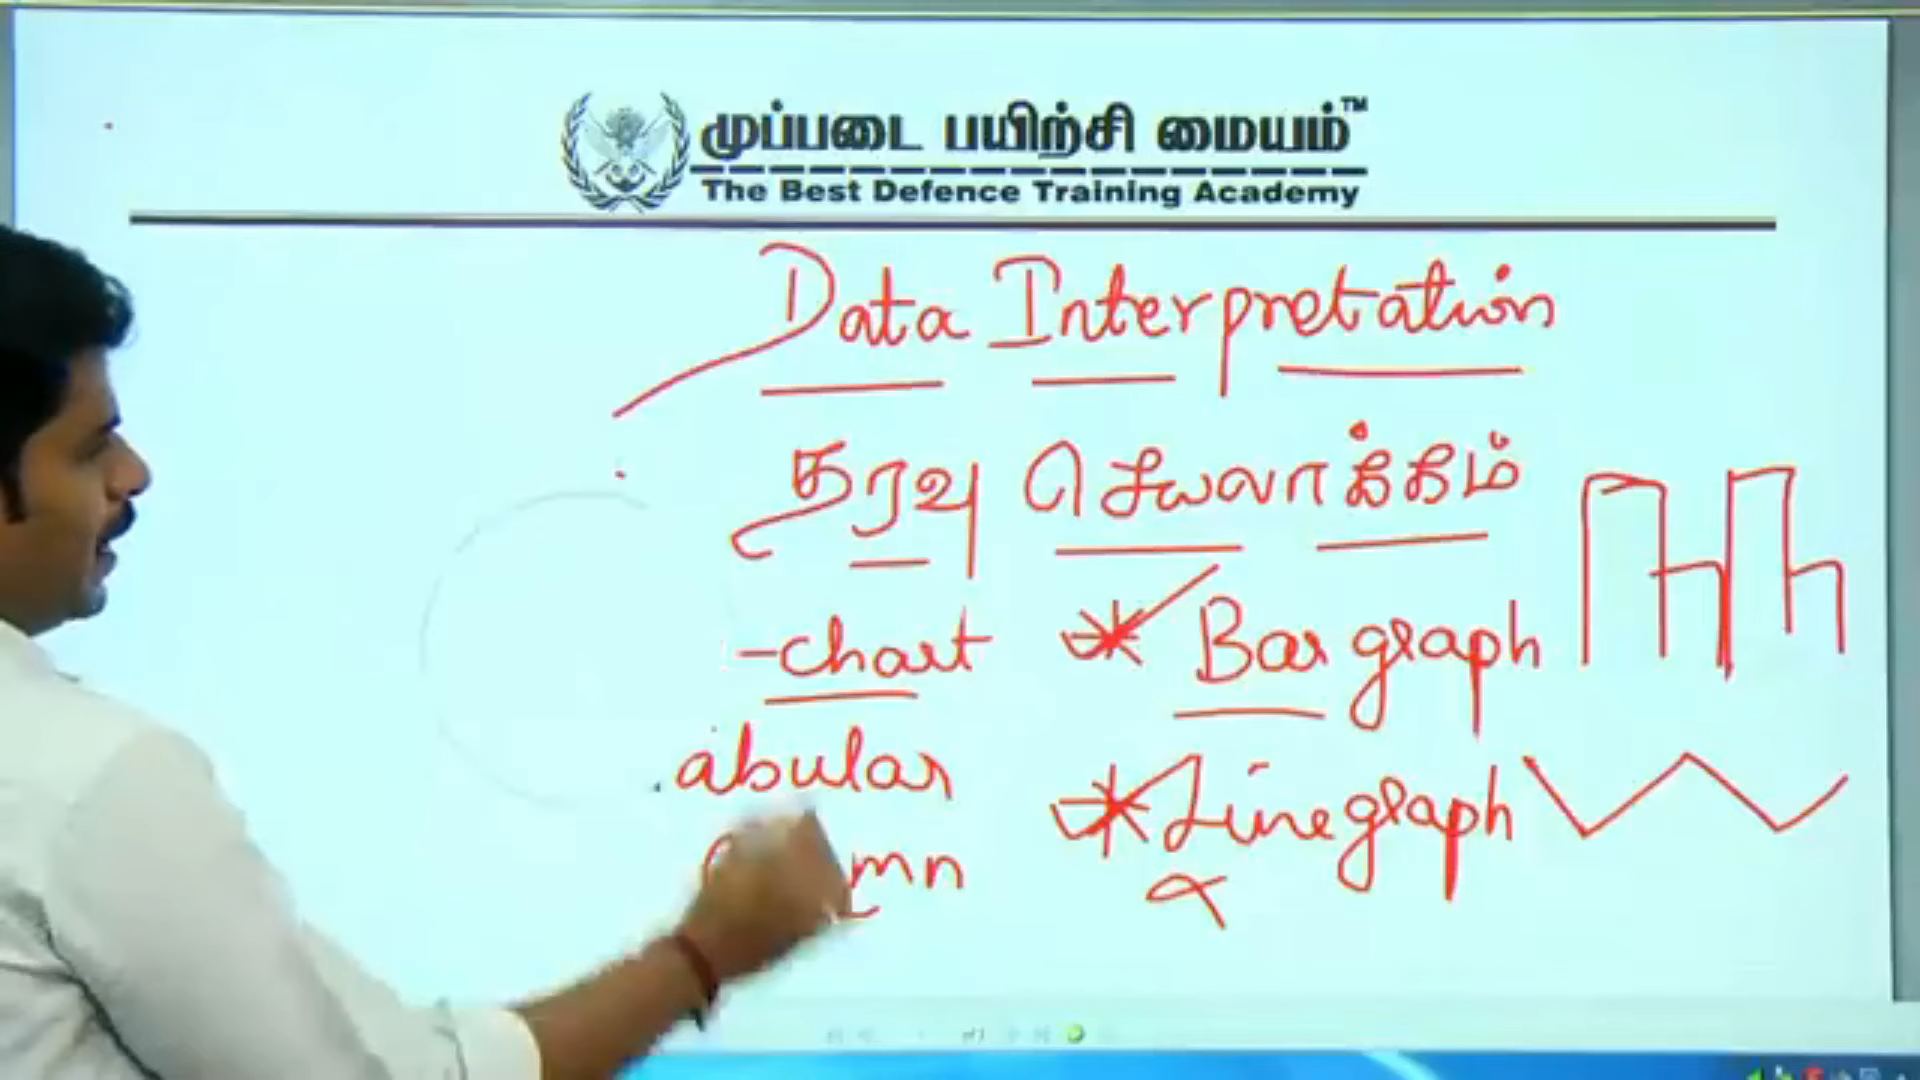 முப்படை பயிற்சி மையம்™
The Best Defence Training Academy
Data Interpretation
தரவு செயலாக்கம்
-chart
* Bar graph
abular
* Line graph
mn